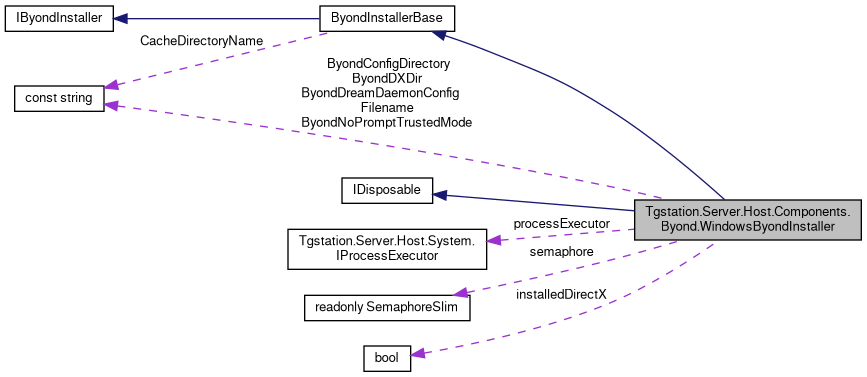 IByondInstaller
ByondInstallerBase
CacheDirectoryName
ByondConfigDirectory
ByondDXDir
ByondDreamDaemonConfig
Filename
ByondNoPromptTrustedMode
const string
IDisposable
Tgstation.Server.Host.Components.
Byond.WindowsByondInstaller
processExecutor
Tgstation.Server.Host.System.
IProcessExecutor
semaphore
readonly SemaphoreSlim
installedDirectX
bool